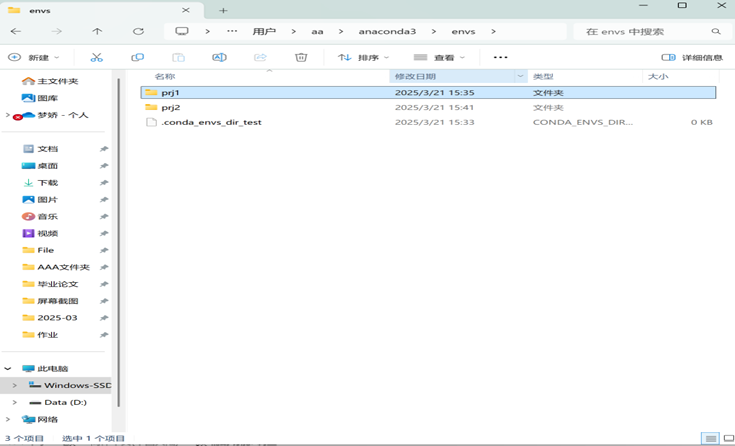 envs
用户 > aa > anaconda3 > envs >
在 envs 中搜索
新建
排序
查看
详细信息
名称 修改日期 类型 大小
prj1 2025/3/21 15:35 文件夹
prj2 2025/3/21 15:41 文件夹
.conda_envs_dir_test 2025/3/21 15:33 CONDA_ENVS_DIR... 0 KB
主文件夹
图库
梦娇 - 个人
文档
桌面
下载
图片
音乐
视频
File
AAA文件夹
毕业论文
屏幕截图
2025-03
作业
此电脑
Windows-SSD
Data (D:)
网络
3 个项目 选中 1 个项目